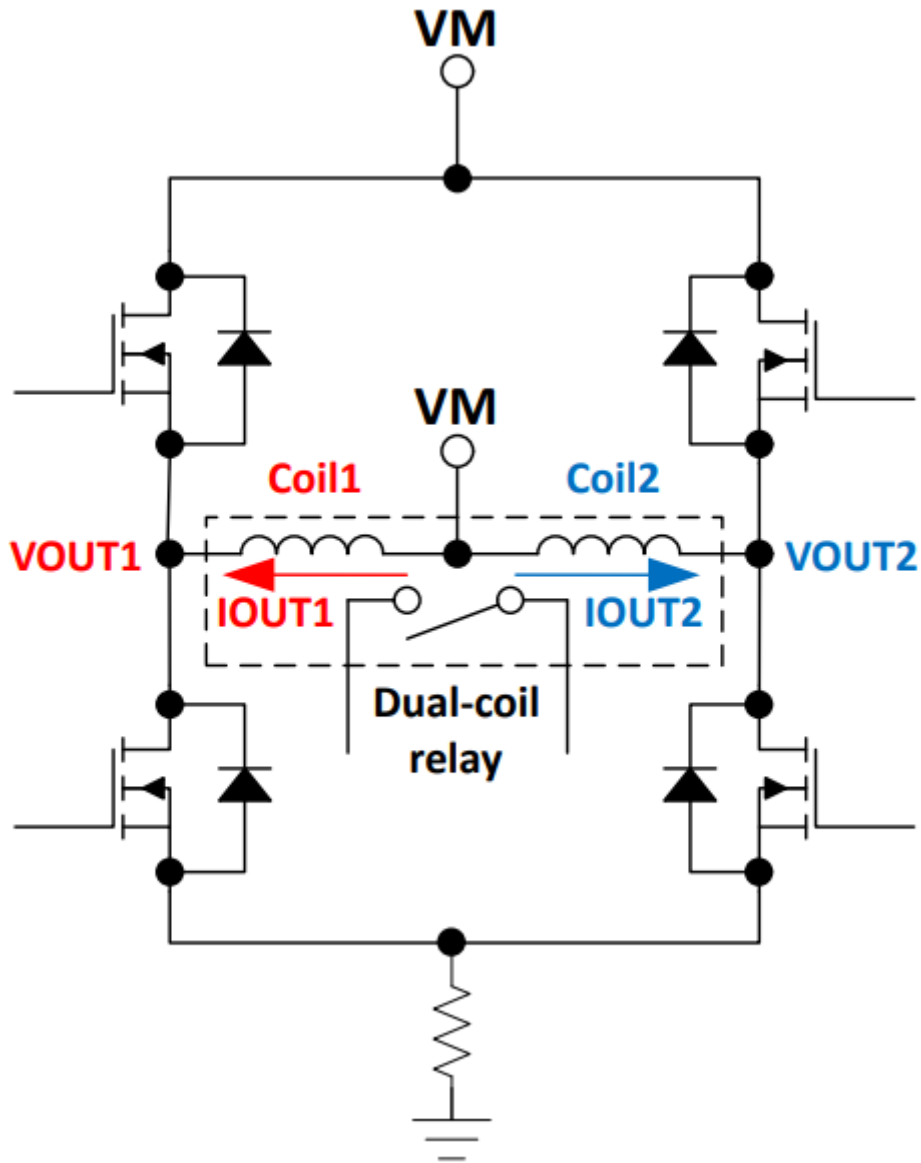 VM
VM
Coil1
Coil2
VOUT1
VOUT2
IOUT1
IOUT2
Dual-coil
relay